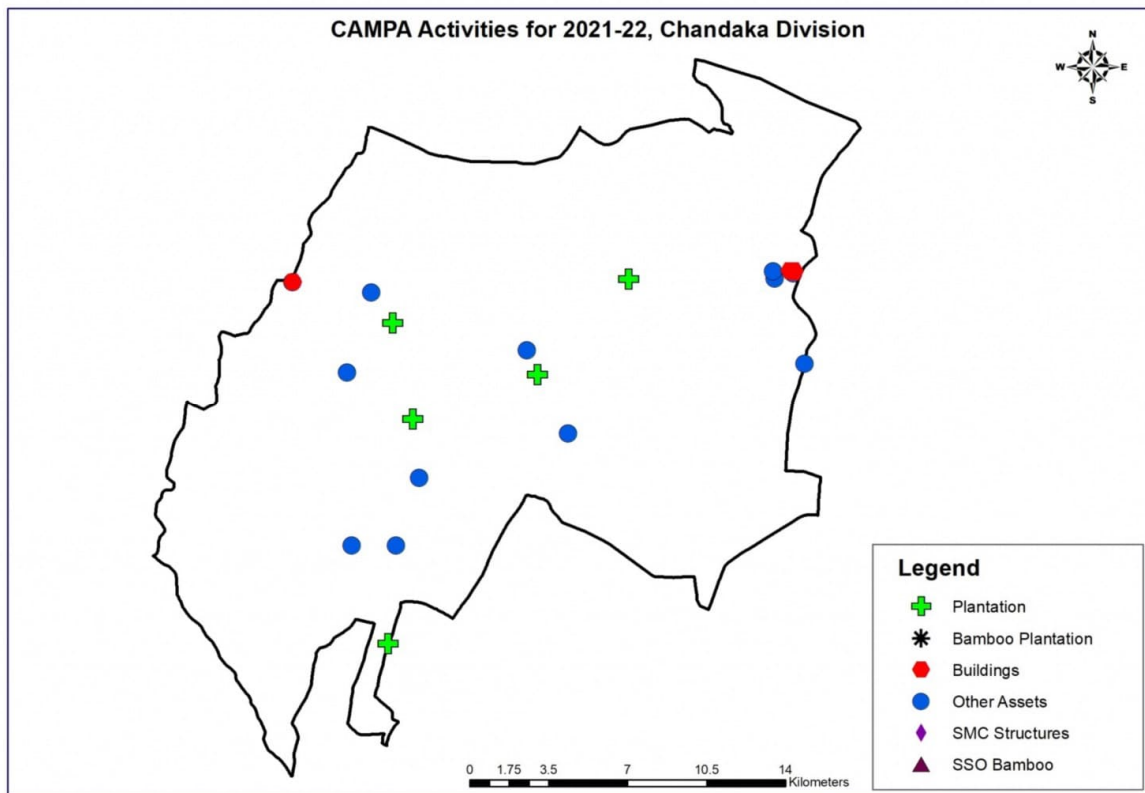 CAMPA Activities for 2021-22, Chandaka Division
N
W E
S
Legend
Plantation
Bamboo Plantation
Buildings
Other Assets
SMC Structures
SSO Bamboo
0 1.75 3.5 7 10.5 14
Kilometers